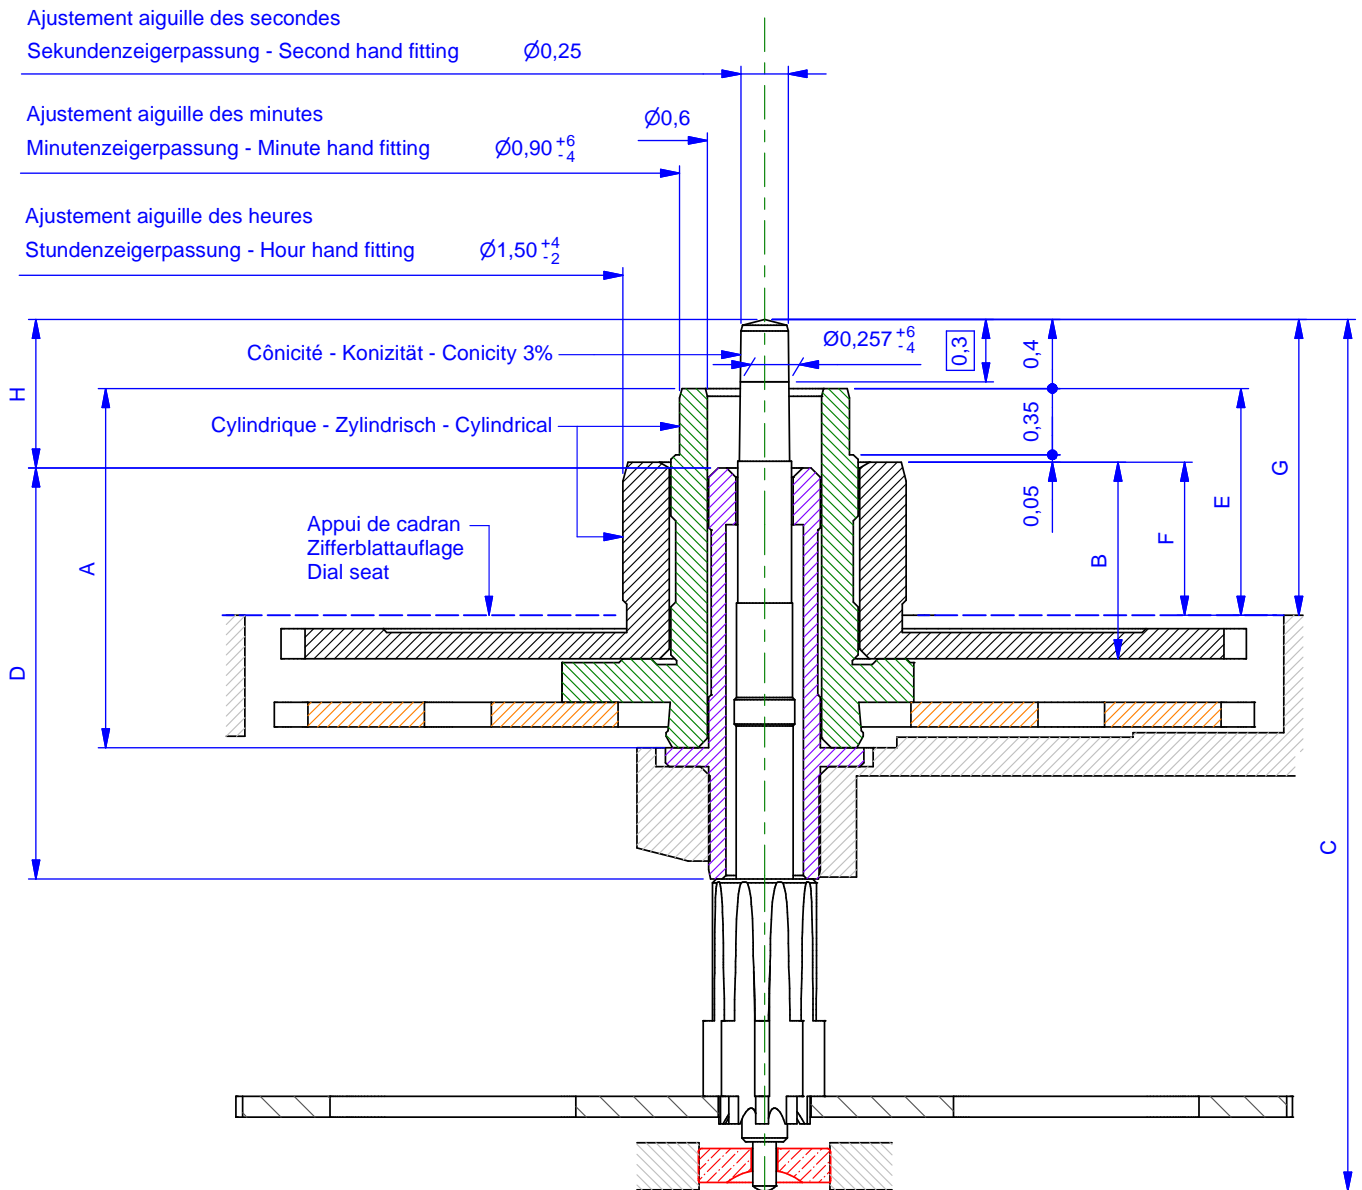 Ajustement aiguille des secondes
Sekundenzeigerpassung - Second hand fitting Ø0,25
Ajustement aiguille des minutes
Minutenzeigerpassung - Minute hand fitting Ø0,90 +6 -4
Ø0,6
Ajustement aiguille des heures
Stundenzeigerpassung - Hour hand fitting Ø1,50 +4 -2
Cônicité - Konizität - Conicity 3%
Ø0,257 +6 -4
0,3
0,4
H
Cylindrique - Zylindrisch - Cylindrical
0,35
G
E
0,05
F
B
A
Appui de cadran
Zifferblattauflage
Dial seat
D
C